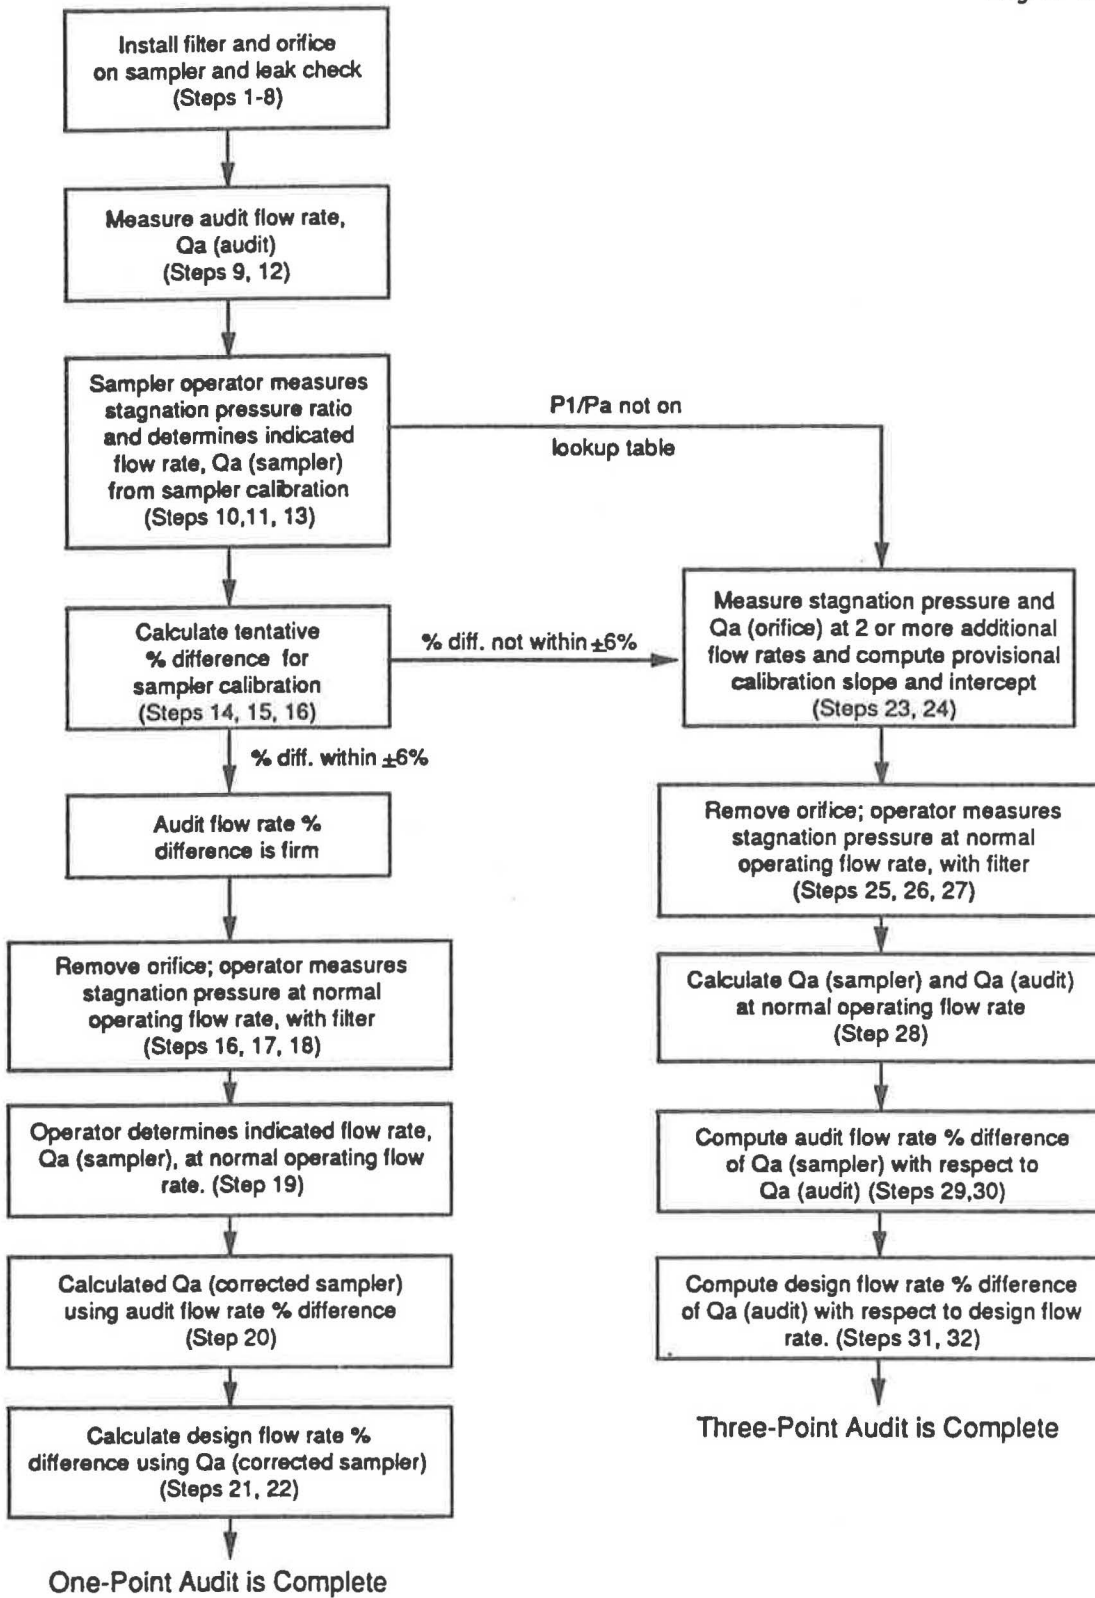 Install filter and orifice
on sampler and leak check
(Steps 1-8)
Measure audit flow rate,
Qa (audit)
(Steps 9, 12)
Sampler operator measures
stagnation pressure ratio
and determines indicated
flow rate, Qa (sampler)
from sampler calibration
(Steps 10,11, 13)
P1/Pa not on
lookup table
Calculate tentative
% difference for
sampler calibration
(Steps 14, 15, 16)
% diff. not within ±6%
% diff. within ±6%
Audit flow rate %
difference is firm
Remove orifice; operator measures
stagnation pressure at normal
operating flow rate, with filter
(Steps 16, 17, 18)
Operator determines indicated flow rate,
Qa (sampler), at normal operating flow
rate. (Step 19)
Calculated Qa (corrected sampler)
using audit flow rate % difference
(Step 20)
Calculate design flow rate %
difference using Qa (corrected sampler)
(Steps 21, 22)
One-Point Audit is Complete
Measure stagnation pressure and
Qa (orifice) at 2 or more additional
flow rates and compute provisional
calibration slope and intercept
(Steps 23, 24)
Remove orifice; operator measures
stagnation pressure at normal
operating flow rate, with filter
(Steps 25, 26, 27)
Calculate Qa (sampler) and Qa (audit)
at normal operating flow rate
(Step 28)
Compute audit flow rate % difference
of Qa (sampler) with respect to
Qa (audit) (Steps 29,30)
Compute design flow rate % difference
of Qa (audit) with respect to design flow
rate. (Steps 31, 32)
Three-Point Audit is Complete